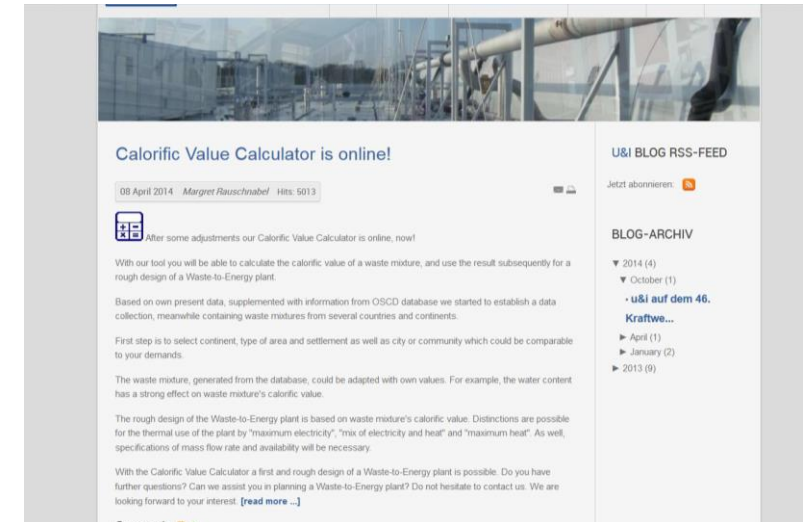 Calorific Value Calculator is online!
08 April 2014 Margret Rauschnabel Hits: 5013
After some adjustments our Calorific Value Calculator is online, now!
With our tool you will be able to calculate the calorific value of a waste mixture, and use the result subsequently for a
rough design of a Waste-to-Energy plant.
Based on own present data, supplemented with information from OSCD database we started to establish a data
collection, meanwhile containing waste mixtures from several countries and continents.
First step is to select continent, type of area and settlement as well as city or community which could be comparable
to your demands.
The waste mixture, generated from the database, could be adapted with own values. For example, the water content
has a strong effect on waste mixture's calorific value.
The rough design of the Waste-to-Energy plant is based on waste mixture's calorific value. Distinctions are possible
for the thermal use of the plant by "maximum electricity", "mix of electricity and heat" and "maximum heat". As well,
specifications of mass flow rate and availability will be necessary.
With the Calorific Value Calculator a first and rough design of a Waste-to-Energy plant is possible. Do you have
further questions? Can we assist you in planning a Waste-to-Energy plant? Do not hesitate to contact us. We are
looking forward to your interest. [read more ...]
U&I BLOG RSS-FEED
Jetzt abonnieren:
BLOG-ARCHIV
▼ 2014 (4)
▼ October (1)
· u&i auf dem 46.
Kraftwe...
► April (1)
► January (2)
► 2013 (9)